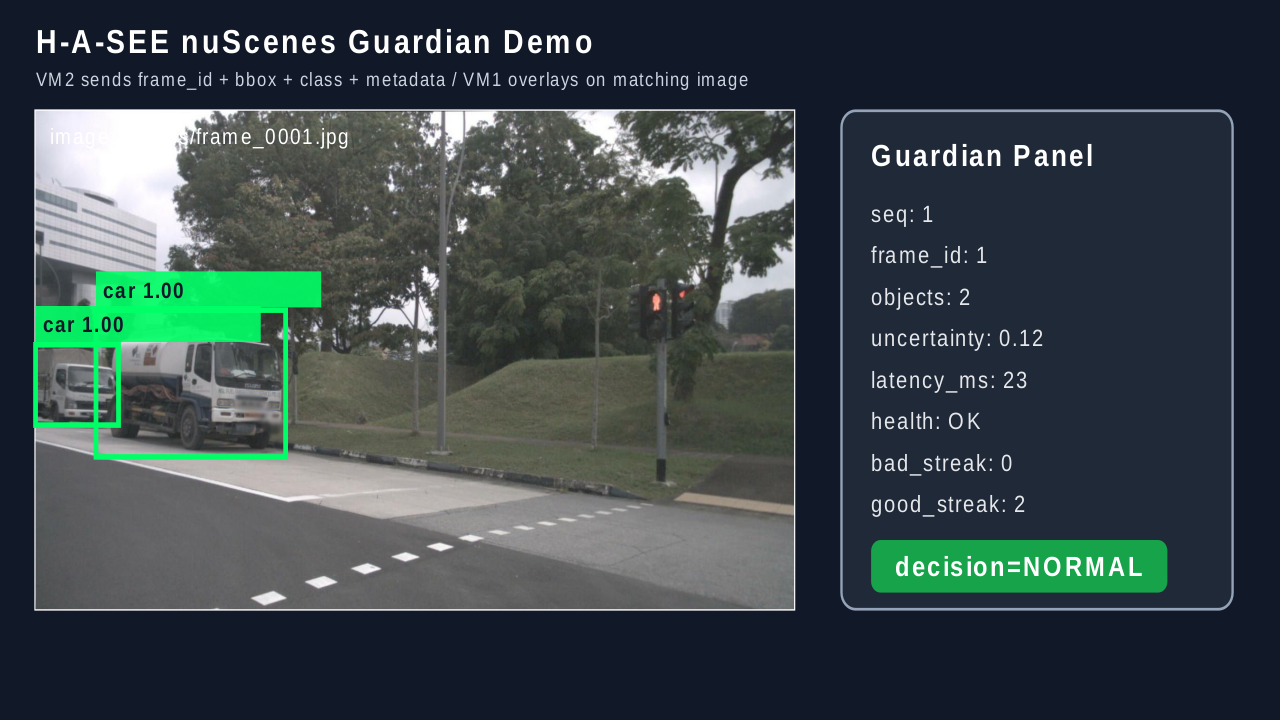 H-A-SEE nuScenes Guardian Demo
VM2 sends frame_id + bbox + class + metadata / VM1 overlays on matching image
/frame_0001.jpg
car 1.00
car 1.00
Guardian Panel
seq: 1
frame_id: 1
objects: 2
uncertainty: 0.12
latency_ms: 23
health: OK
bad_streak: 0
good_streak: 2
decision=NORMAL